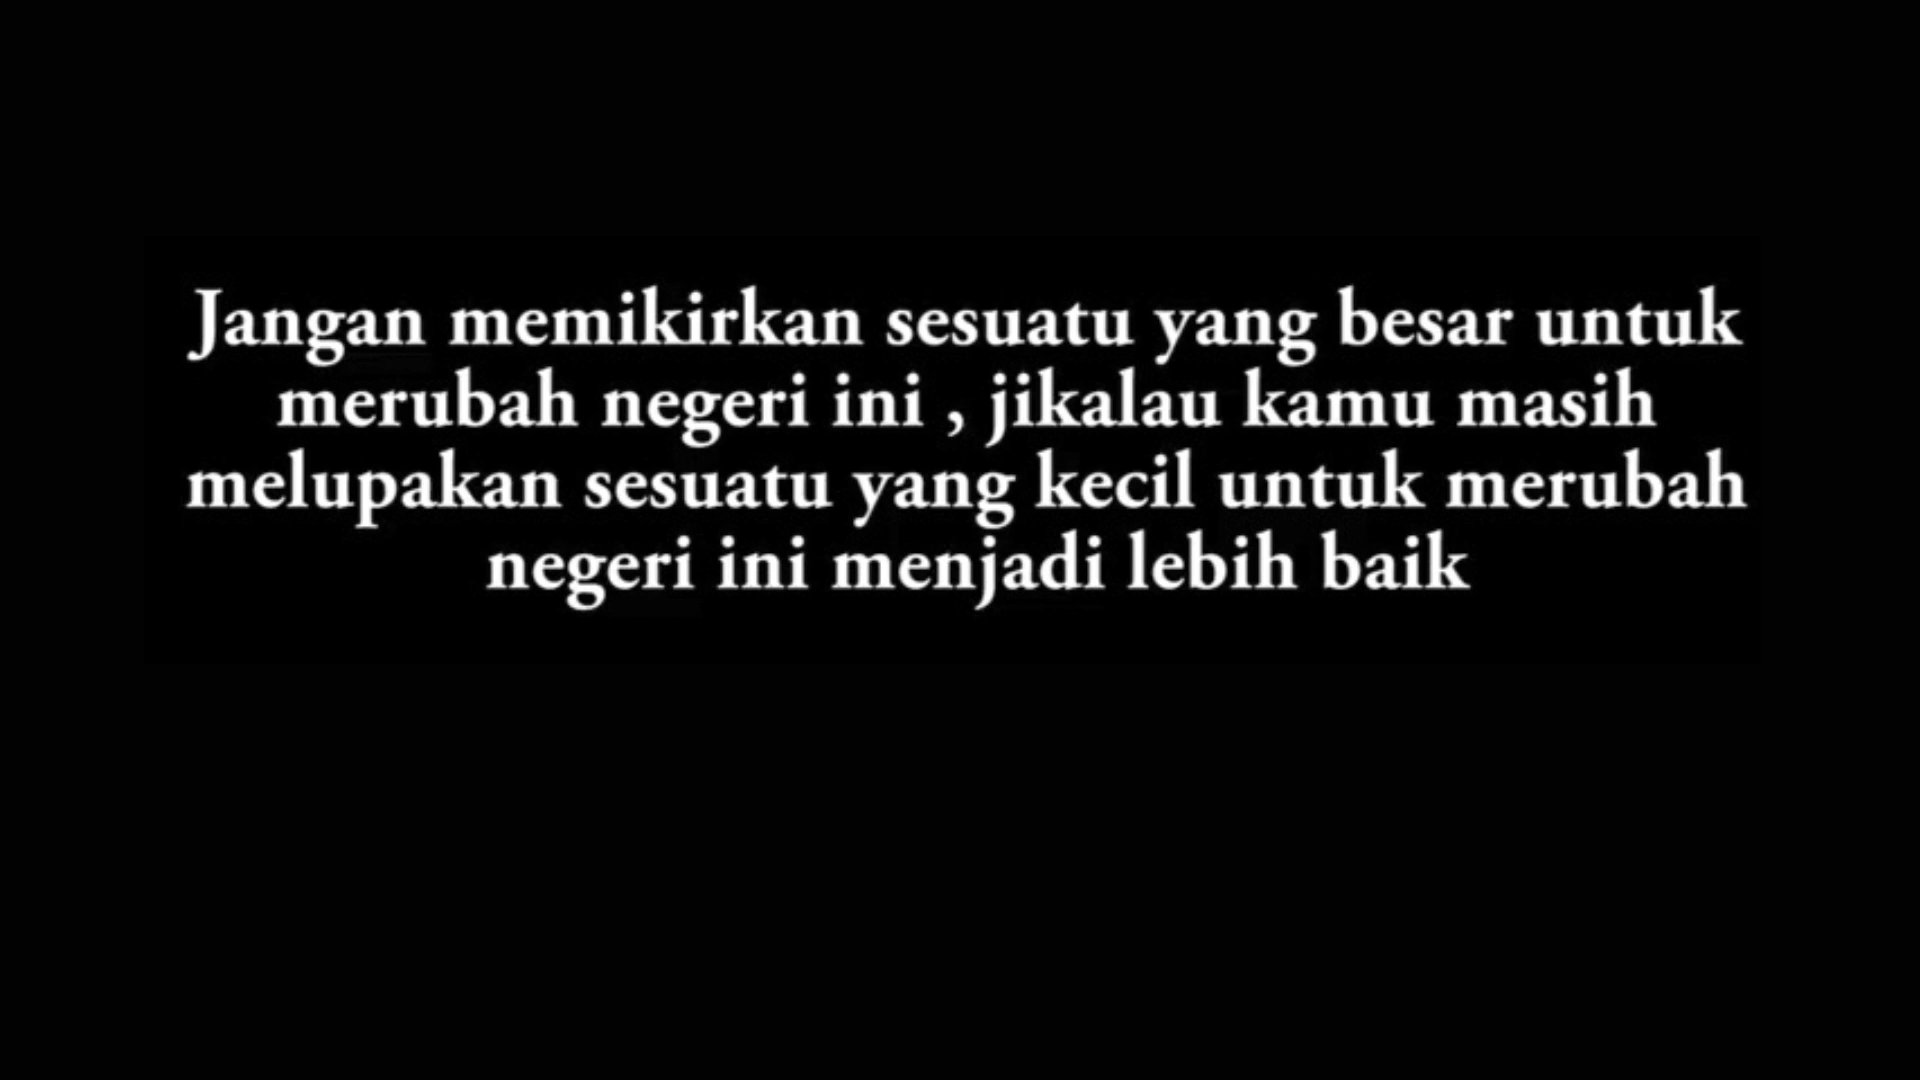 Jangan memikirkan sesuatu yang besar untuk
merubah negeri ini , jikalau kamu masih
melupakan sesuatu yang kecil untuk merubah
negeri ini menjadi lebih baik